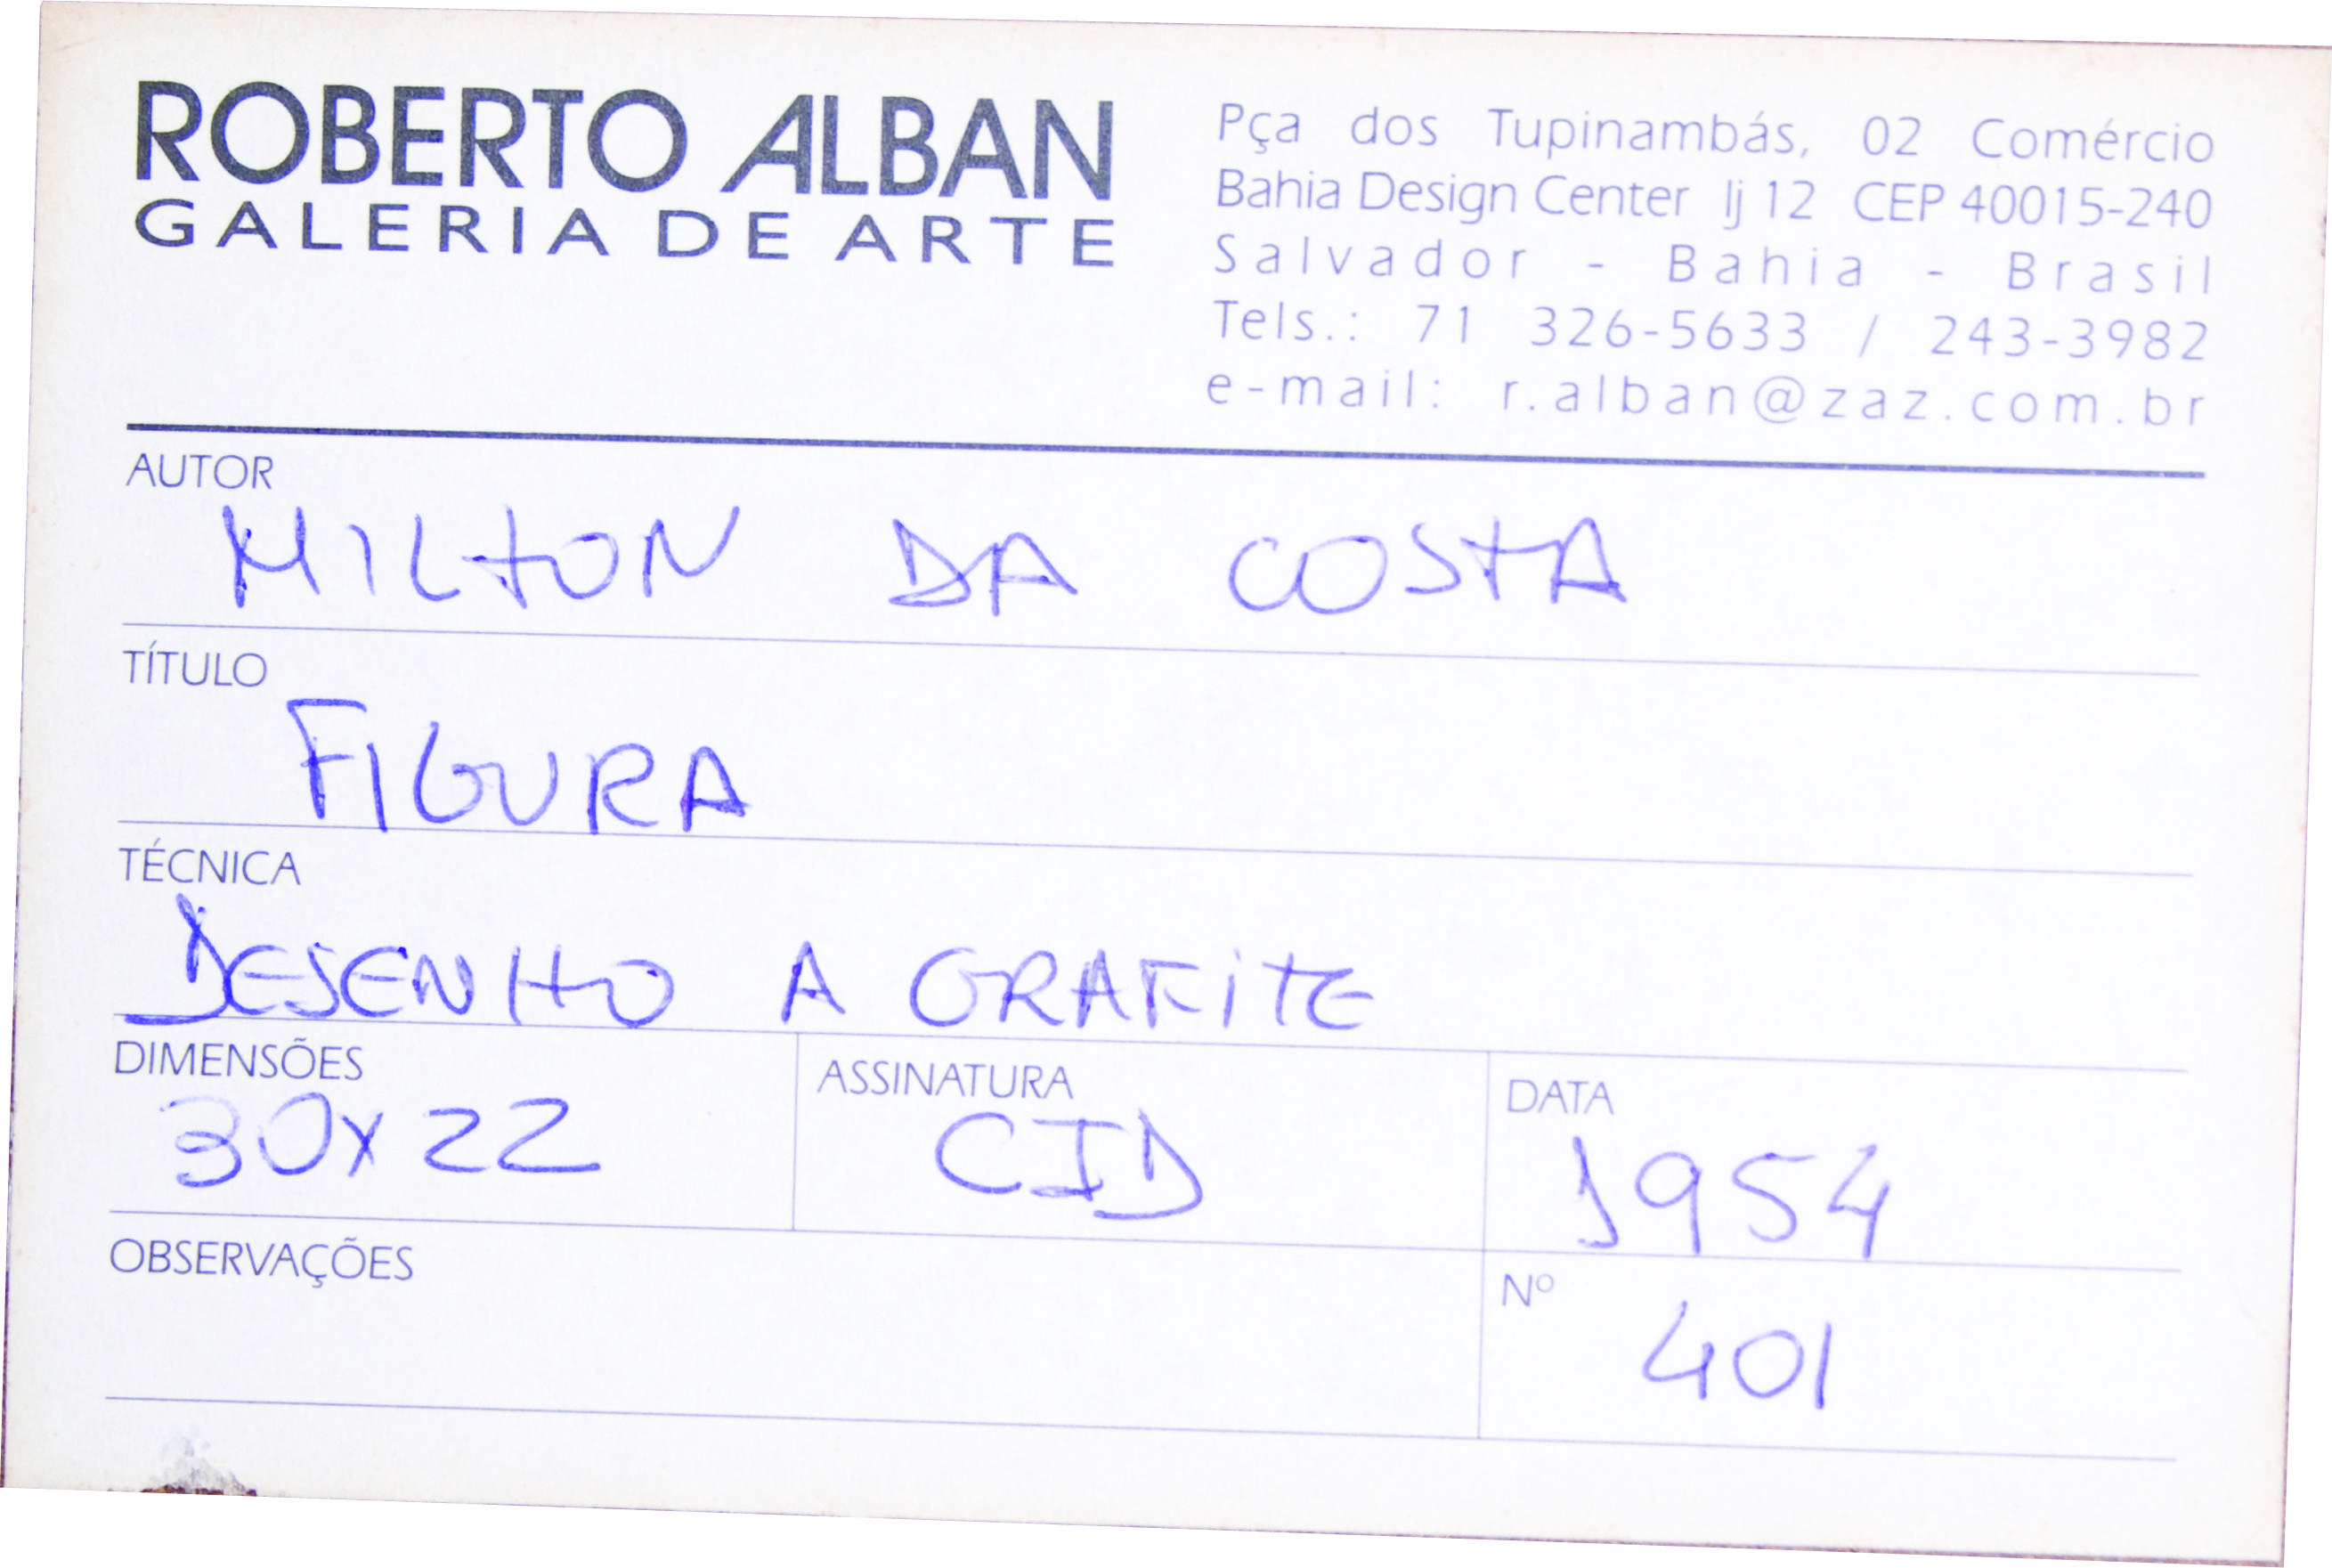 ROBERTO ALBAN
GALERIA DE ARTE
Pça dos Tupinambás, 02 Comércio
Bahia Design Center lj 12 CEP 40015-240
Salvador - Bahia - Brasil
Tels.: 71 326-5633 / 243-3982
e-mail: r.alban@zaz.com.br
AUTOR
MILTON DA COSTA
TÍTULO
FIGURA
TÉCNICA
DESENHO A GRAFITE
DIMENSÕES
30x22
ASSINATURA
CID
DATA
1954
OBSERVAÇÕES
Nº
401